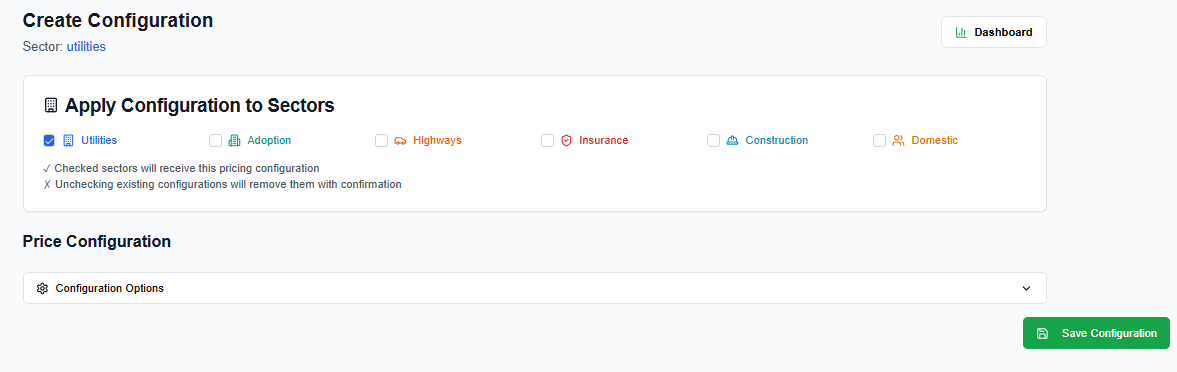 Create Configuration
Sector: utilities
Dashboard
Apply Configuration to Sectors
Utilities Adoption Highways Insurance Construction Domestic
✓ Checked sectors will receive this pricing configuration
✗ Unchecking existing configurations will remove them with confirmation
Price Configuration
Configuration Options
Save Configuration